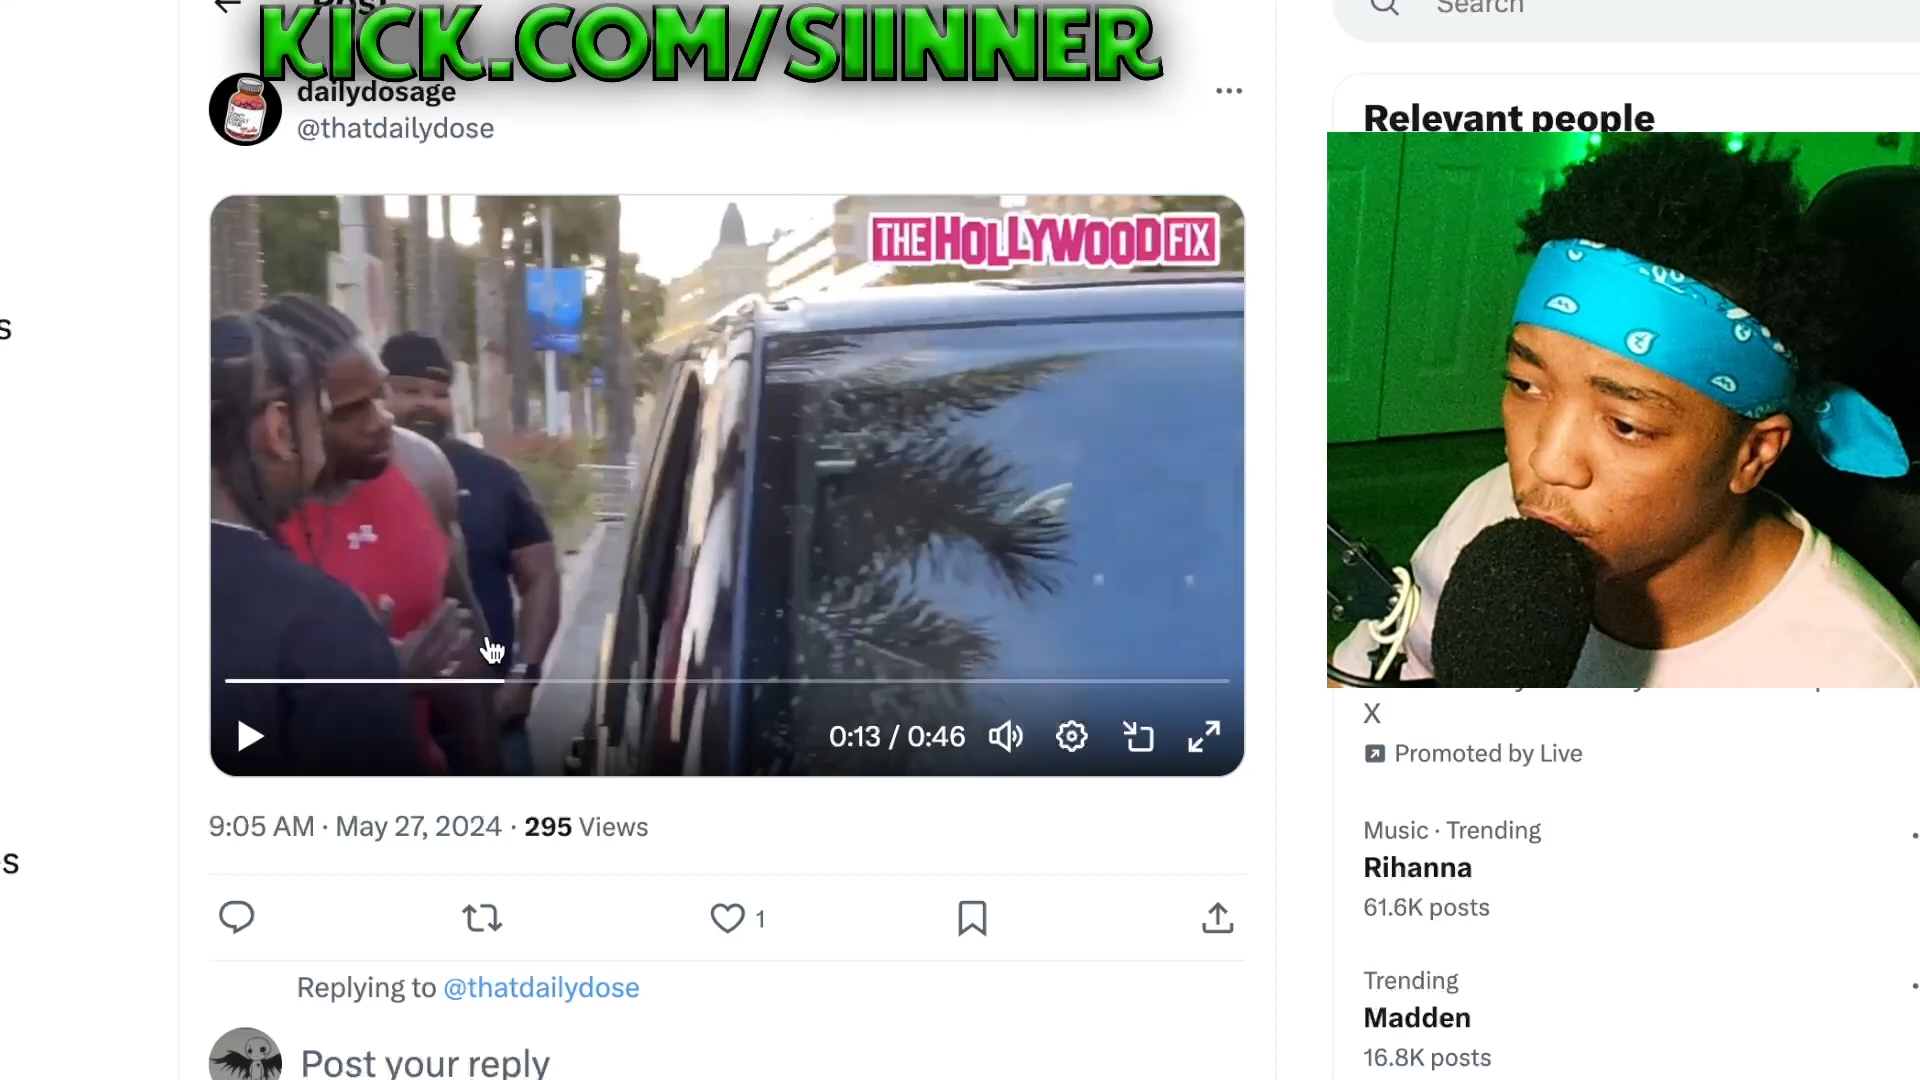 KICK.COM/SIINNER
Search
dailydosage
@thatdailydose
Relevant people
THE HOLLYWOOD FIX
0:13 / 0:46
X
Promoted by Live
9:05 AM · May 27, 2024 · 295 Views
Music · Trending
Rihanna
61.6K posts
1
Replying to @thatdailydose
Trending
Madden
16.8K posts
Post your reply